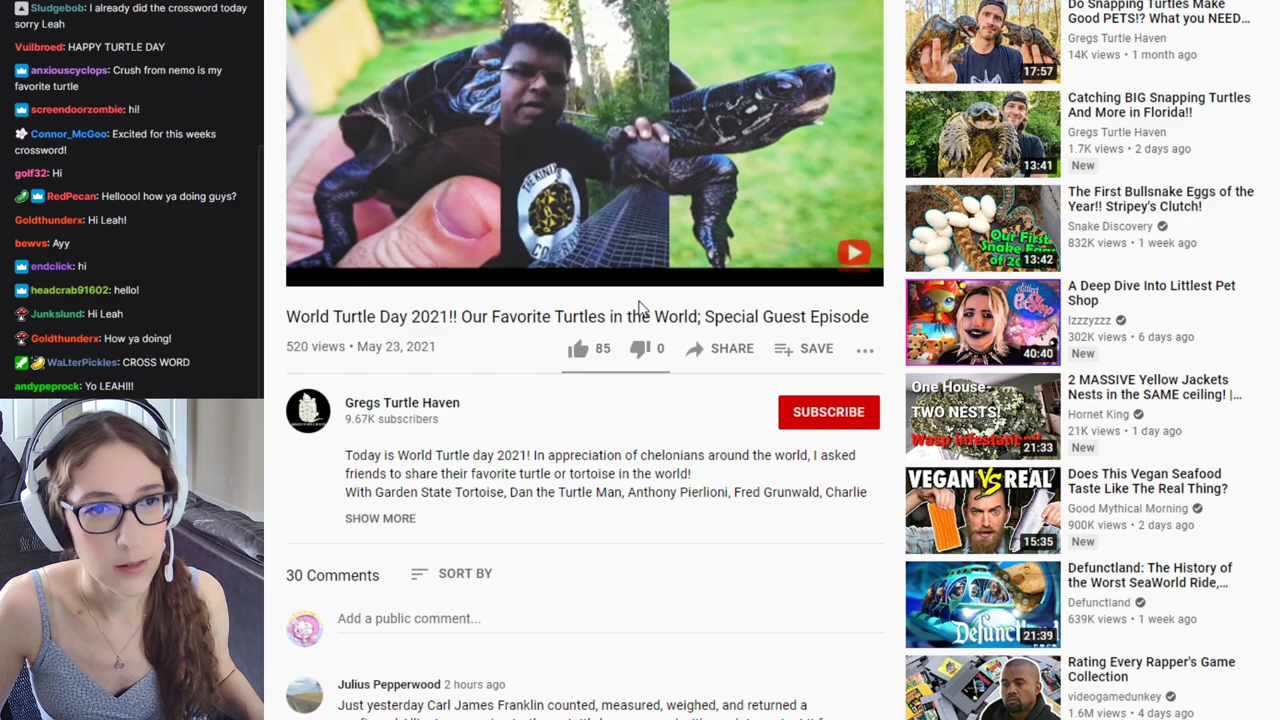 Sludgebob: I already did the crossword today
sorry Leah
Vuilbroed: HAPPY TURTLE DAY
anxiouscyclops: Crush from nemo is my
favorite turtle
screendoorzombie: hi!
Connor_McGoo: Excited for this weeks
crossword!
golf32: Hi
RedPecan: Hellooo! how ya doing guys?
Goldthunderx: Hi Leah!
bewvs: Ayy
endclick: hi
headcrab91602: hello!
Junkslund: Hi Leah
Goldthunderx: How ya doing!
WaLterPickles: CROSS WORD
andypeprock: Yo LEAH!!!
World Turtle Day 2021!! Our Favorite Turtles in the World; Special Guest Episode
520 views • May 23, 2021
85
0
SHARE
SAVE
Gregs Turtle Haven
9.67K subscribers
SUBSCRIBE
Today is World Turtle day 2021! In appreciation of chelonians around the world, I asked
friends to share their favorite turtle or tortoise in the world!
With Garden State Tortoise, Dan the Turtle Man, Anthony Pierlioni, Fred Grunwald, Charlie
SHOW MORE
30 Comments
SORT BY
Add a public comment...
Julius Pepperwood 2 hours ago
Just yesterday Carl James Franklin counted, measured, weighed, and returned a
Do Snapping Turtles Make
Good PETS!? What you NEED...
Gregs Turtle Haven
14K views • 1 month ago
17:57
Catching BIG Snapping Turtles
And More in Florida!!
Gregs Turtle Haven
1.7K views • 2 days ago
New
13:41
The First Bullsnake Eggs of the
Year!! Stripey's Clutch!
Snake Discovery
832K views • 1 week ago
Our First
Snake Eggs
of 20
13:42
A Deep Dive Into Littlest Pet
Shop
Izzzyzzz
302K views • 6 days ago
New
40:40
2 MASSIVE Yellow Jackets
Nests in the SAME ceiling! |...
Hornet King
21K views • 1 day ago
New
One House-
TWO NESTS!
Wasp Infestation!
21:33
Does This Vegan Seafood
Taste Like The Real Thing?
Good Mythical Morning
900K views • 2 days ago
New
VEGAN VS REAL
15:35
Defunctland: The History of
the Worst SeaWorld Ride,...
Defunctland
639K views • 1 week ago
21:39
Rating Every Rapper's Game
Collection
videogamedunkey
1.6M views • 4 days ago